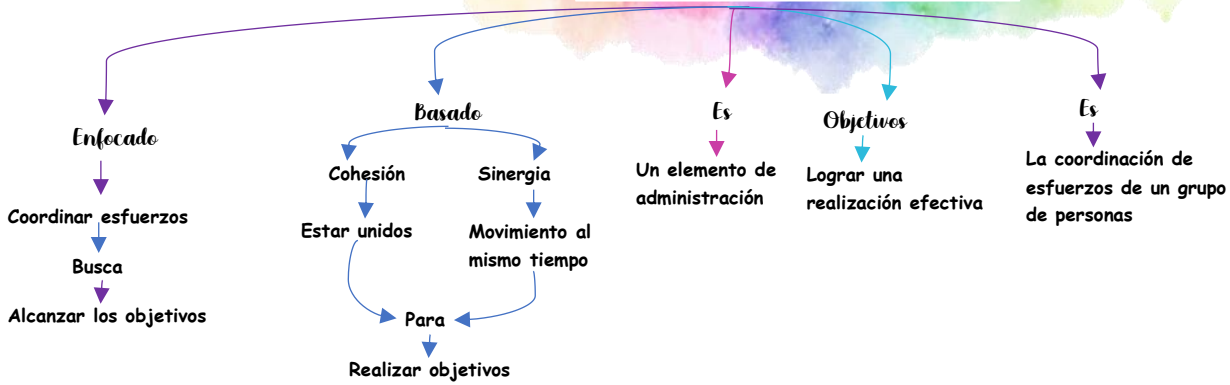 Enfocado
Coordinar esfuerzos
Busca
Alcanzar los objetivos
Basado
Cohesión
Estar unidos
Sinergia
Movimiento al
mismo tiempo
Para
Realizar objetivos
Es
Un elemento de
administración
Objetivos
Lograr una
realización efectiva
Es
La coordinación de
esfuerzos de un grupo
de personas